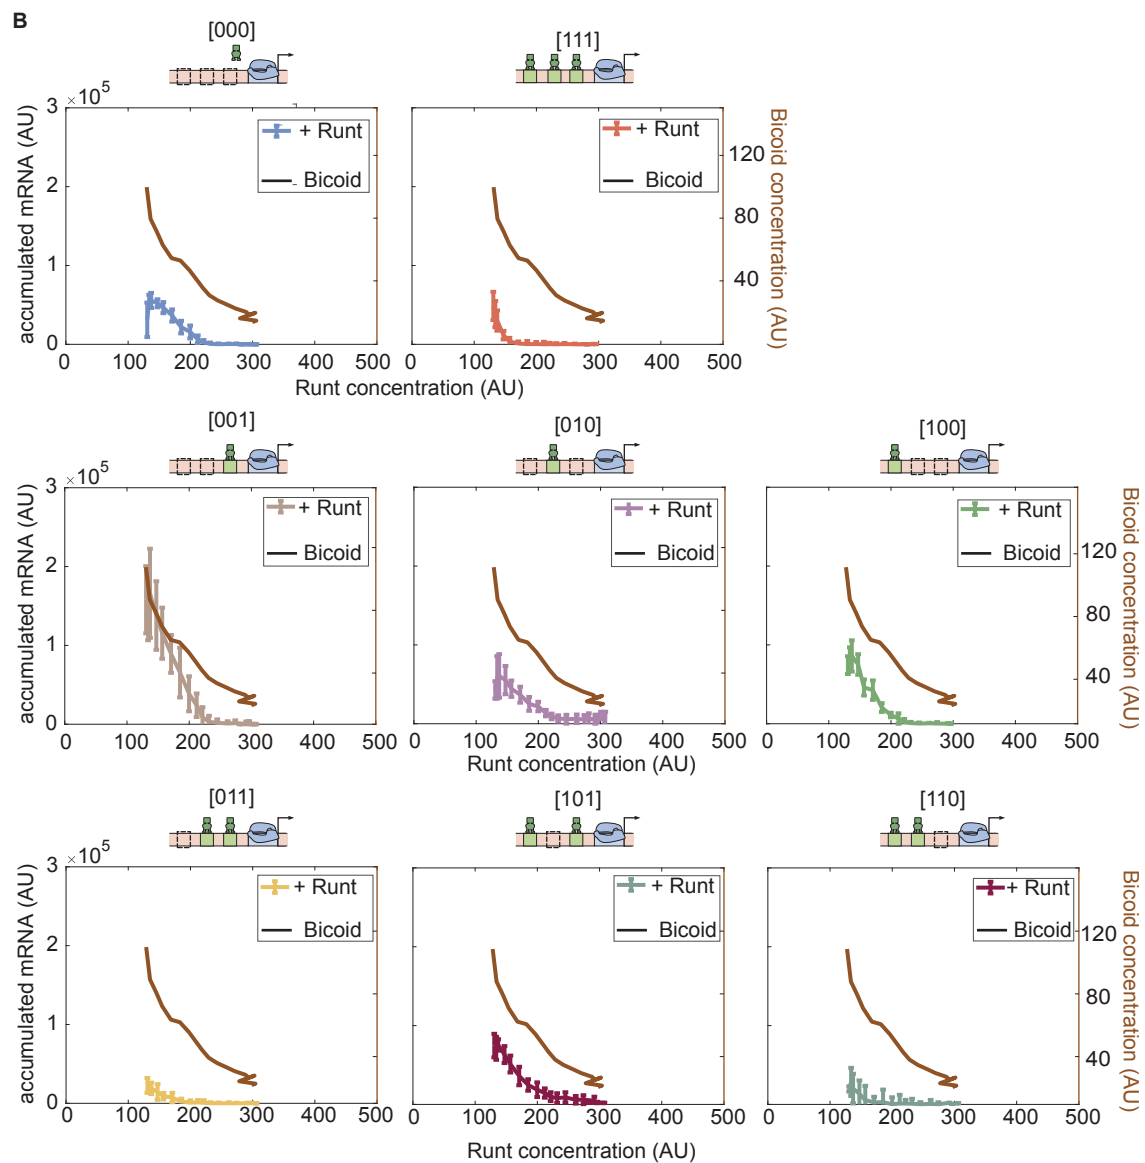 B
[000]
[111]
× 10⁵
3
2
1
0
accumulated mRNA (AU)
+ Runt
Bicoid
+ Runt
Bicoid
120
80
40
Bicoid concentration (AU)
0 100 200 300 400 500
0 100 200 300 400 500
Runt concentration (AU)
[001]
[010]
[100]
× 10⁵
3
2
1
0
accumulated mRNA (AU)
+ Runt
Bicoid
+ Runt
Bicoid
+ Runt
Bicoid
120
80
40
Bicoid concentration (AU)
0 100 200 300 400 500
0 100 200 300 400 500
0 100 200 300 400 500
Runt concentration (AU)
[011]
[101]
[110]
× 10⁵
3
2
1
0
accumulated mRNA (AU)
+ Runt
Bicoid
+ Runt
Bicoid
+ Runt
Bicoid
120
80
40
Bicoid concentration (AU)
0 100 200 300 400 500
0 100 200 300 400 500
0 100 200 300 400 500
Runt concentration (AU)